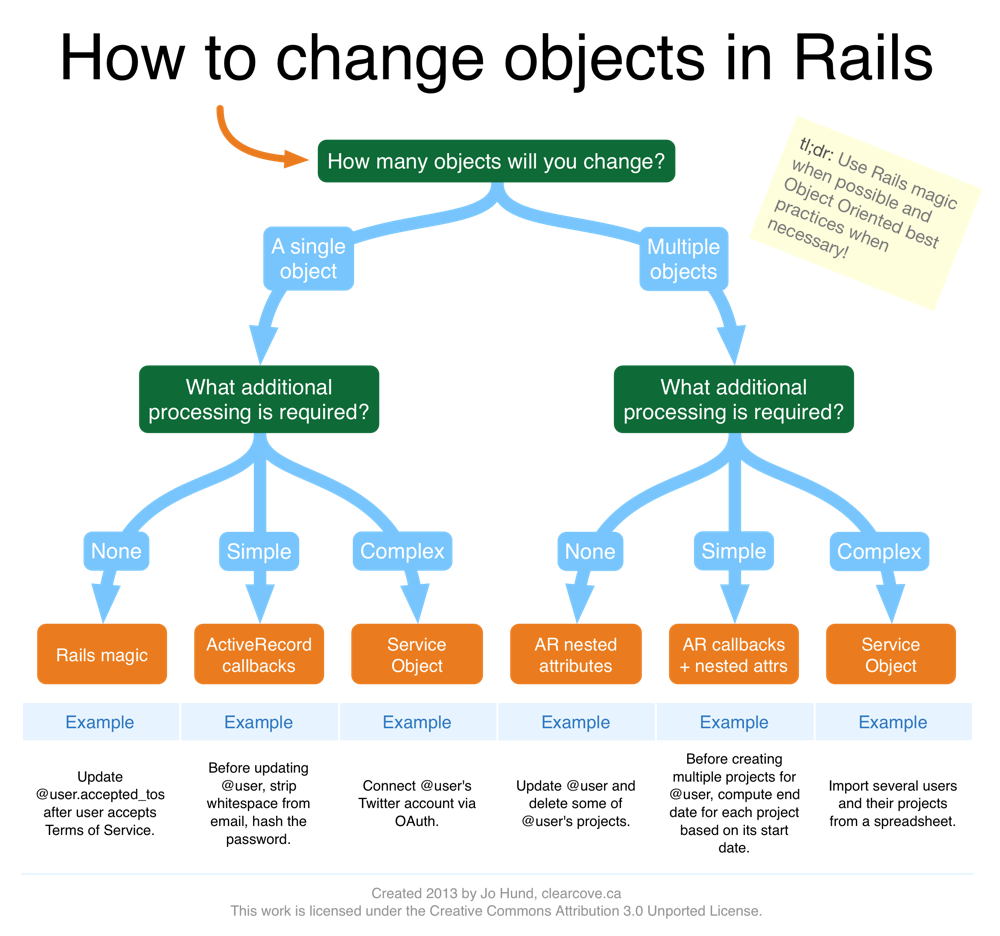 How to change objects in Rails
How many objects will you change?
tl;dr: Use Rails magic
when possible and
Object Oriented best
practices when
necessary!
A single
object
Multiple
objects
What additional
processing is required?
What additional
processing is required?
None
Simple
Complex
None
Simple
Complex
Rails magic
ActiveRecord
callbacks
Service
Object
AR nested
attributes
AR callbacks
+ nested attrs
Service
Object
Example
Example
Example
Example
Example
Example
Update
@user.accepted_tos
after user accepts
Terms of Service.
Before updating
@user, strip
whitespace from
email, hash the
password.
Connect @user's
Twitter account via
OAuth.
Update @user and
delete some of
@user's projects.
Before creating
multiple projects for
@user, compute end
date for each project
based on its start
date.
Import several users
and their projects
from a spreadsheet.
Created 2013 by Jo Hund, clearcove.ca
This work is licensed under the Creative Commons Attribution 3.0 Unported License.